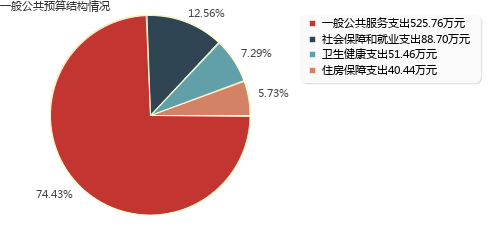 一般公共预算结构情况
12.56%
7.29%
5.73%
74.43%
一般公共服务支出525.76万元
社会保障和就业支出88.70万元
卫生健康支出51.46万元
住房保障支出40.44万元